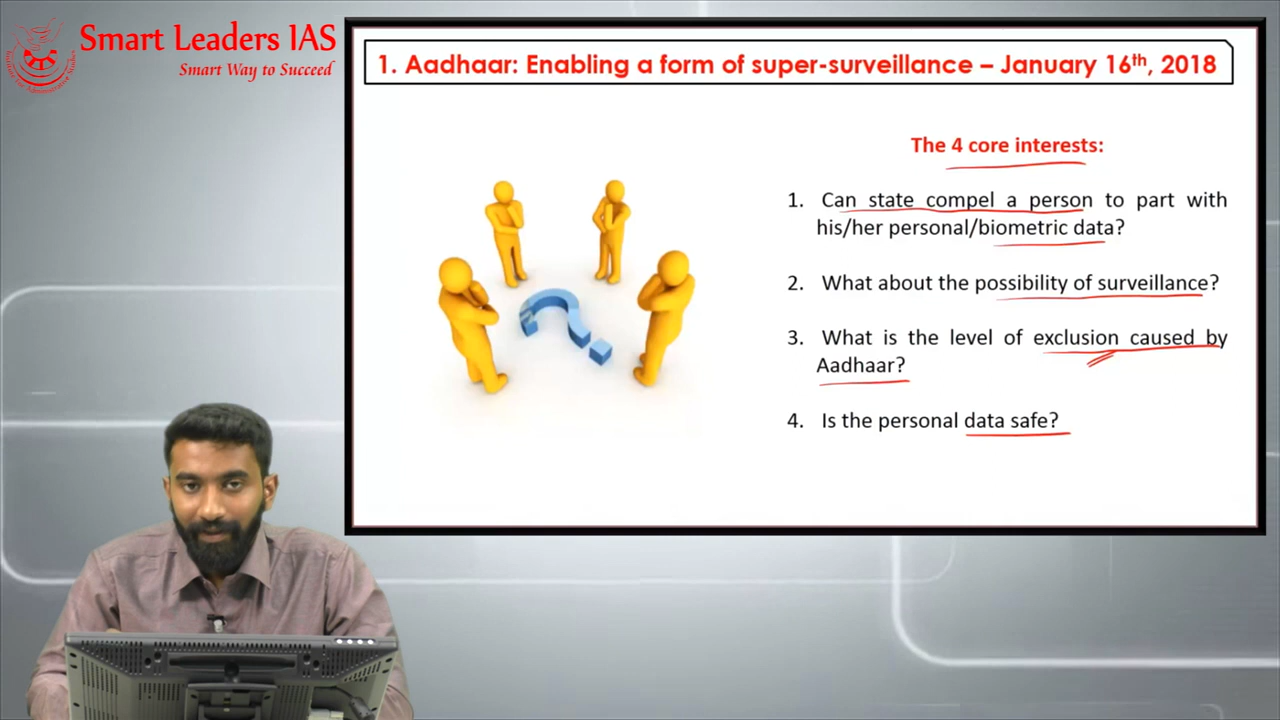 Smart Leaders IAS
Smart Way to Succeed
1. Aadhaar: Enabling a form of super-surveillance – January 16th, 2018
The 4 core interests:
1. Can state compel a person to part with
his/her personal/biometric data?
2. What about the possibility of surveillance?
3. What is the level of exclusion caused by
Aadhaar?
4. Is the personal data safe?